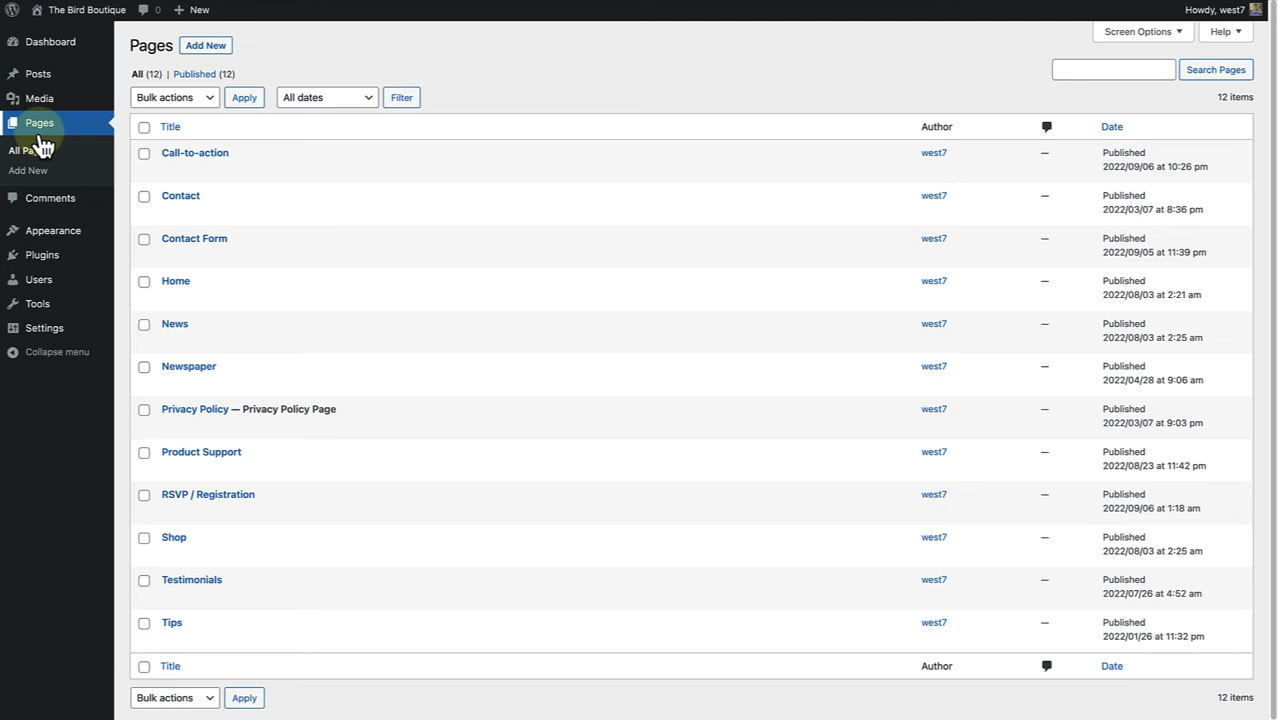 The Bird Boutique 0 New Howdy, west7
Dashboard
Posts
Media
Pages
All
Add New
Comments
Appearance
Plugins
Users
Tools
Settings
Collapse menu
Screen Options Help
Pages Add New
All (12) | Published (12)
Search Pages
Bulk actions Apply All dates Filter
12 items
Title Author Date
Call-to-action west7 — Published
2022/09/06 at 10:26 pm
Contact west7 — Published
2022/03/07 at 8:36 pm
Contact Form west7 — Published
2022/09/05 at 11:39 pm
Home west7 — Published
2022/08/03 at 2:21 am
News west7 — Published
2022/08/03 at 2:25 am
Newspaper west7 — Published
2022/04/28 at 9:06 am
Privacy Policy — Privacy Policy Page west7 — Published
2022/03/07 at 9:03 pm
Product Support west7 — Published
2022/08/23 at 11:42 pm
RSVP / Registration west7 — Published
2022/09/06 at 1:18 am
Shop west7 — Published
2022/08/03 at 2:25 am
Testimonials west7 — Published
2022/07/26 at 4:52 am
Tips west7 — Published
2022/01/26 at 11:32 pm
Title Author Date
Bulk actions Apply
12 items